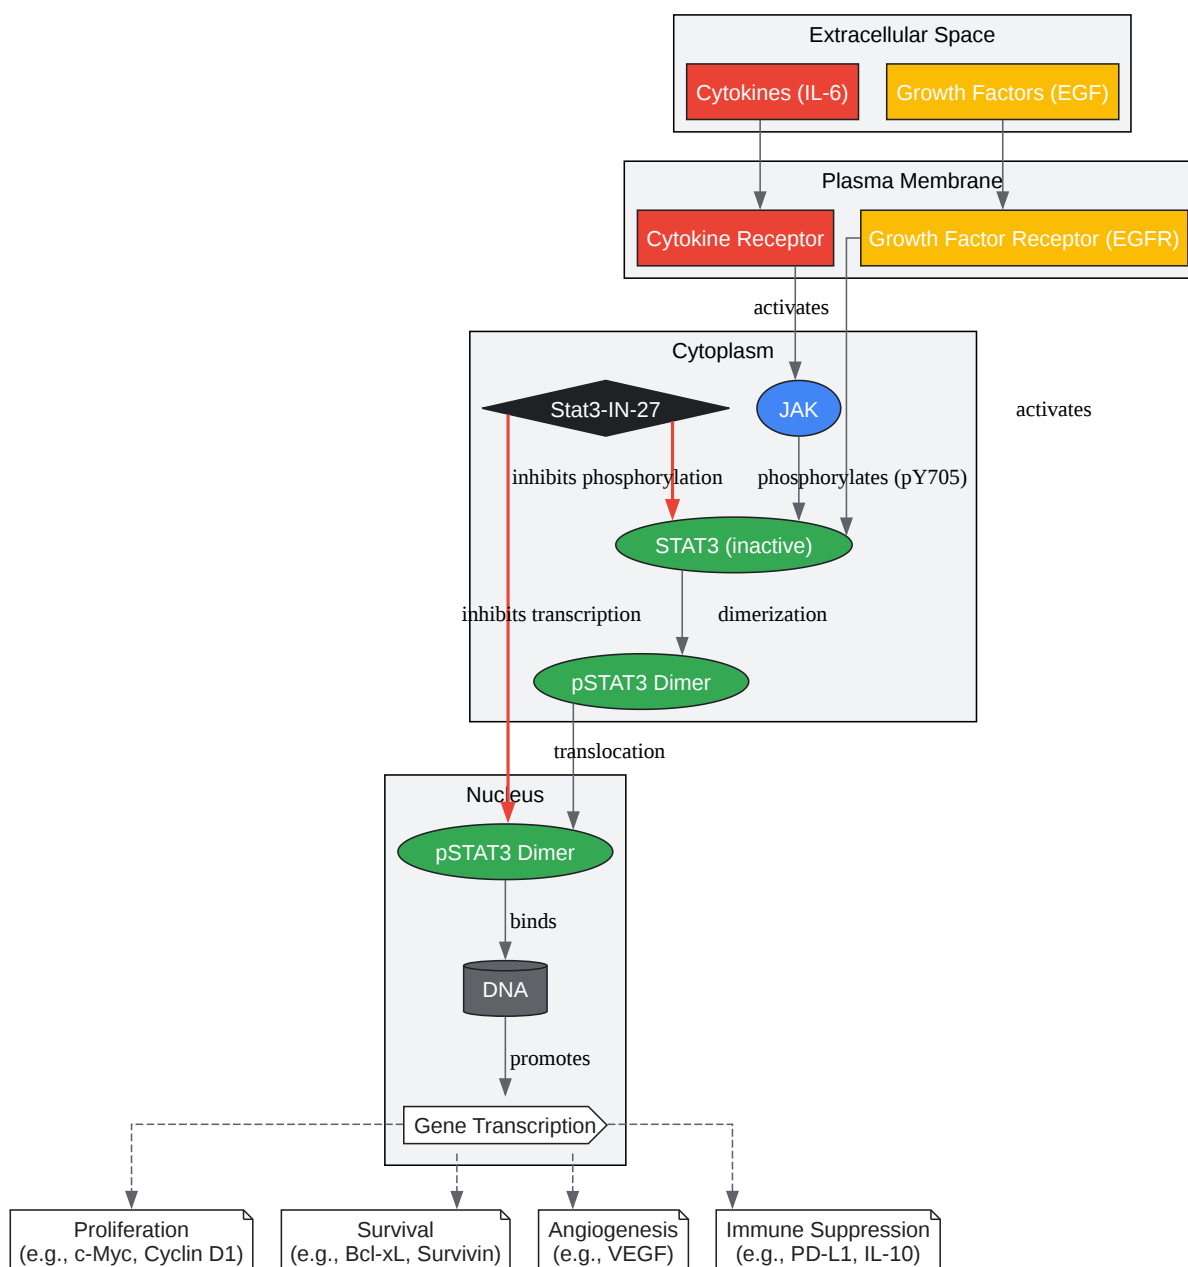 Extracellular Space
Cytokines (IL-6)
Growth Factors (EGF)
Plasma Membrane
Cytokine Receptor
Growth Factor Receptor (EGFR)
activates
Cytoplasm
Stat3-IN-27
JAK
activates
inhibits phosphorylation
phosphorylates (pY705)
STAT3 (inactive)
inhibits transcription
dimerization
pSTAT3 Dimer
translocation
Nucleus
pSTAT3 Dimer
binds
DNA
promotes
Gene Transcription
Proliferation
(e.g., c-Myc, Cyclin D1)
Survival
(e.g., Bcl-xL, Survivin)
Angiogenesis
(e.g., VEGF)
Immune Suppression
(e.g., PD-L1, IL-10)